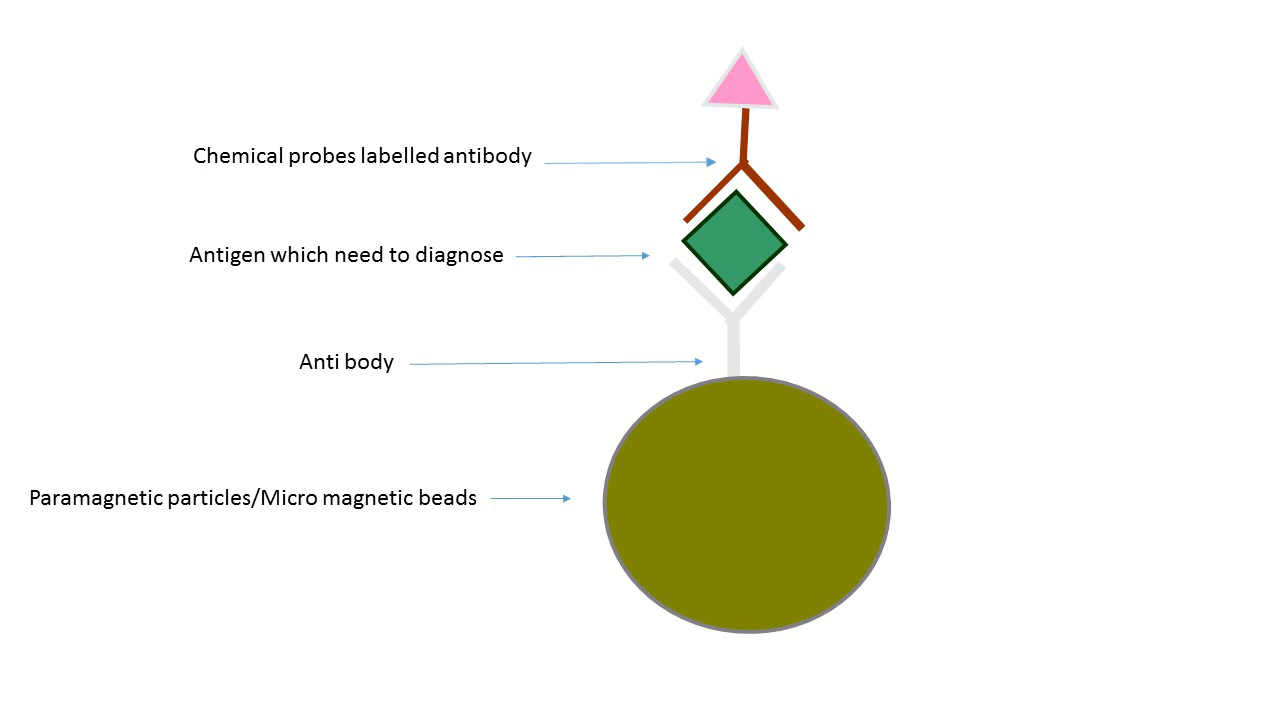 Chemical probes labelled antibody
Antigen which need to diagnose
Anti body
Paramagnetic particles/Micro magnetic beads